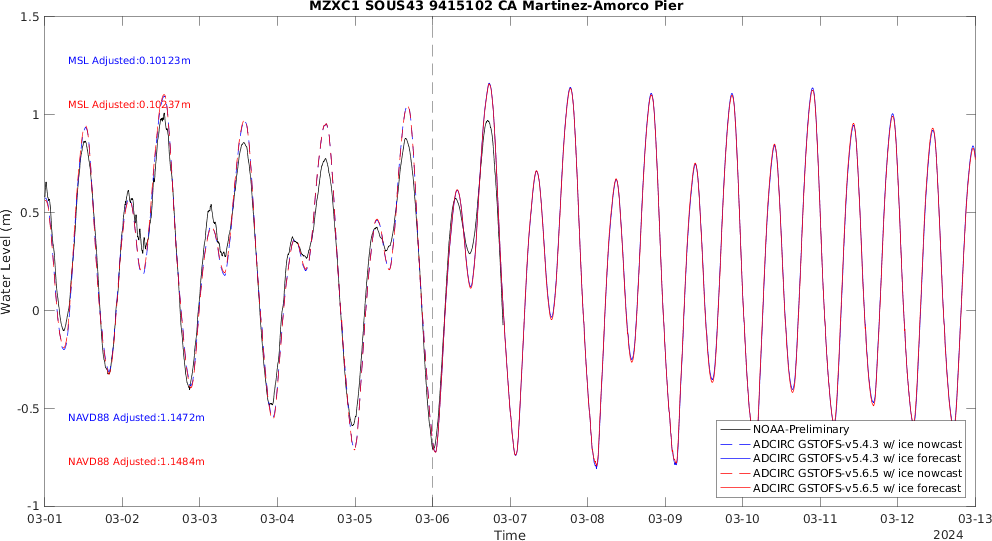 MZXC1 SOUS43 9415102 CA Martinez-Amorco Pier
1.5
1
0.5
0
-0.5
-1
Water Level (m)
MSL Adjusted:0.10123m
MSL Adjusted:0.10237m
NAVD88 Adjusted:1.1472m
NAVD88 Adjusted:1.1484m
NOAA-Preliminary
ADCIRC GSTOFS-v5.4.3 w/ ice nowcast
ADCIRC GSTOFS-v5.4.3 w/ ice forecast
ADCIRC GSTOFS-v5.6.5 w/ ice nowcast
ADCIRC GSTOFS-v5.6.5 w/ ice forecast
03-01 03-02 03-03 03-04 03-05 03-06 03-07 03-08 03-09 03-10 03-11 03-12 03-13
Time
2024